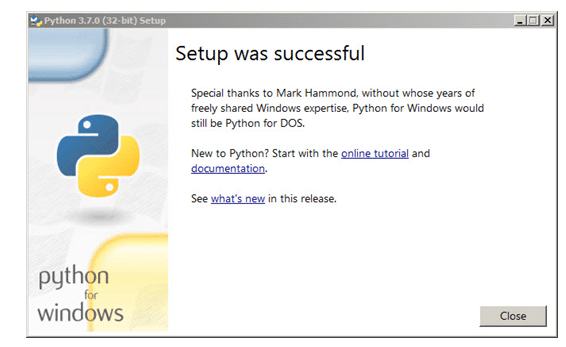 Python 3.7.0 (32-bit) Setup
Setup was successful
Special thanks to Mark Hammond, without whose years of
freely shared Windows expertise, Python for Windows would
still be Python for DOS.
New to Python? Start with the online tutorial and
documentation.
See what's new in this release.
python
for
windows
Close